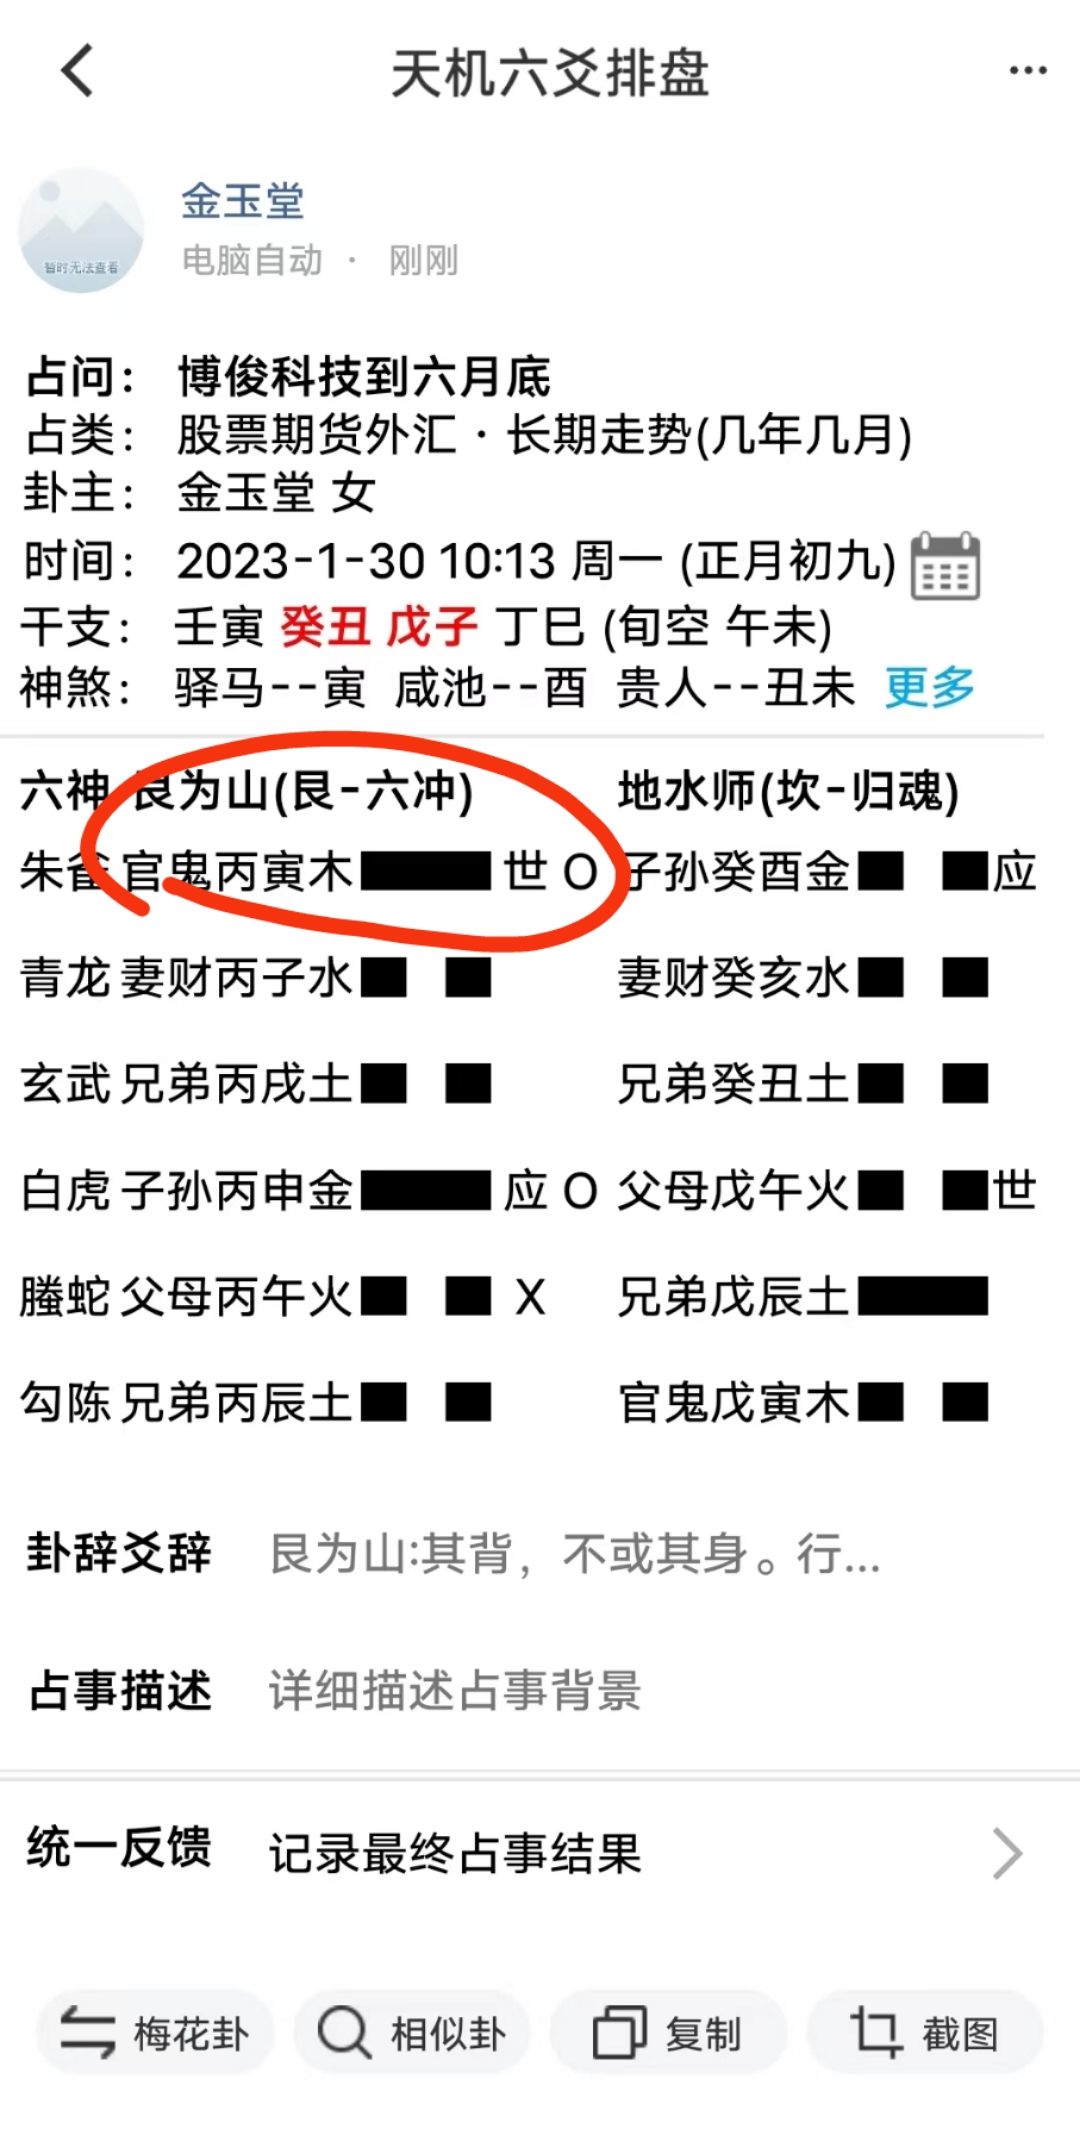 天机六爻排盘
金玉堂
暂时无法查看
电脑自动 · 刚刚
占问: 博俊科技到六月底
占类: 股票期货外汇 · 长期走势(几年几月)
卦主: 金玉堂 女
时间: 2023-1-30 10:13 周一 (正月初九)
干支: 壬寅 癸丑 戊子 丁巳 (旬空 午未)
神煞: 驿马--寅 咸池--酉 贵人--丑未 更多
六神 艮为山(艮-六冲) 地水师(坎-归魂)
朱雀 官鬼丙寅木 世 O 子孙癸酉金 应
青龙 妻财丙子水 妻财癸亥水
玄武 兄弟丙戌土 兄弟癸丑土
白虎 子孙丙申金 应 O 父母戊午火 世
螣蛇 父母丙午火 X 兄弟戊辰土
勾陈 兄弟丙辰土 官鬼戊寅木
卦辞爻辞 艮为山:其背，不或其身。行...
占事描述 详细描述占事背景
统一反馈 记录最终占事结果
梅花卦 相似卦 复制 截图